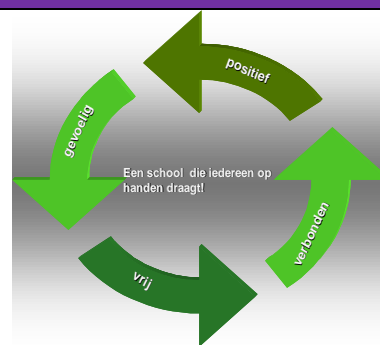 positief
gevoelig
Een school die iedereen op
handen draagt!
verbonden
vrij